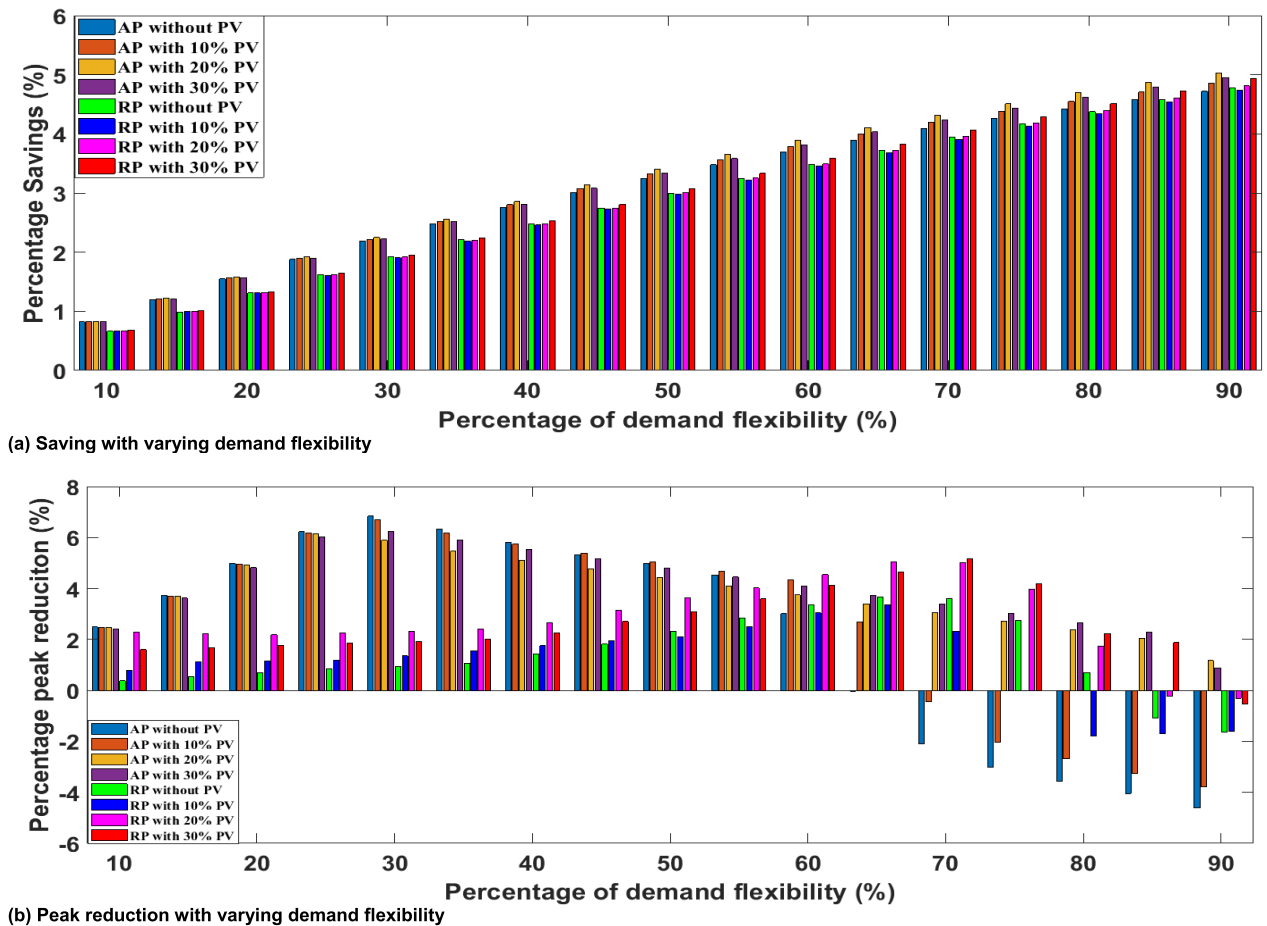 6
5
4
3
2
1
0
Percentage Savings (%)
AP without PV
AP with 10% PV
AP with 20% PV
AP with 30% PV
RP without PV
RP with 10% PV
RP with 20% PV
RP with 30% PV
10 20 30 40 50 60 70 80 90
Percentage of demand flexibility (%)
(a) Saving with varying demand flexibility
8
6
4
2
0
-2
-4
-6
Percentage peak reduciton (%)
AP without PV
AP with 10% PV
AP with 20% PV
AP with 30% PV
RP without PV
RP with 10% PV
RP with 20% PV
RP with 30% PV
10 20 30 40 50 60 70 80 90
Percentage of demand flexibility (%)
(b) Peak reduction with varying demand flexibility